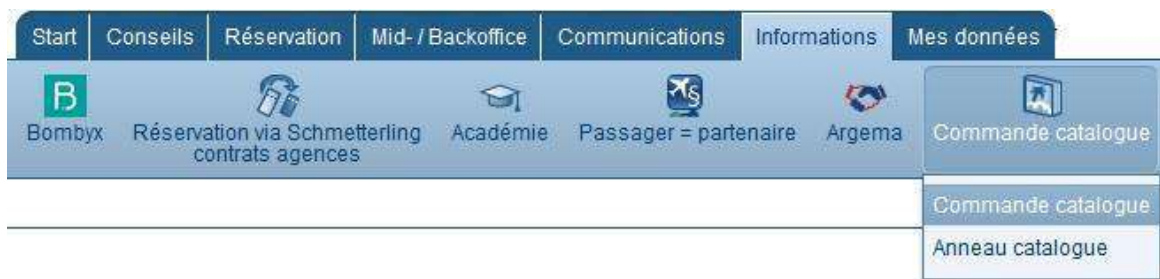 Start Conseils Réservation Mid- / Backoffice Communications Informations Mes données
B § 
Bombyx Réservation via Schmetterling Académie Passager = partenaire Argema Commande catalogue
contrats agences
Commande catalogue
Anneau catalogue